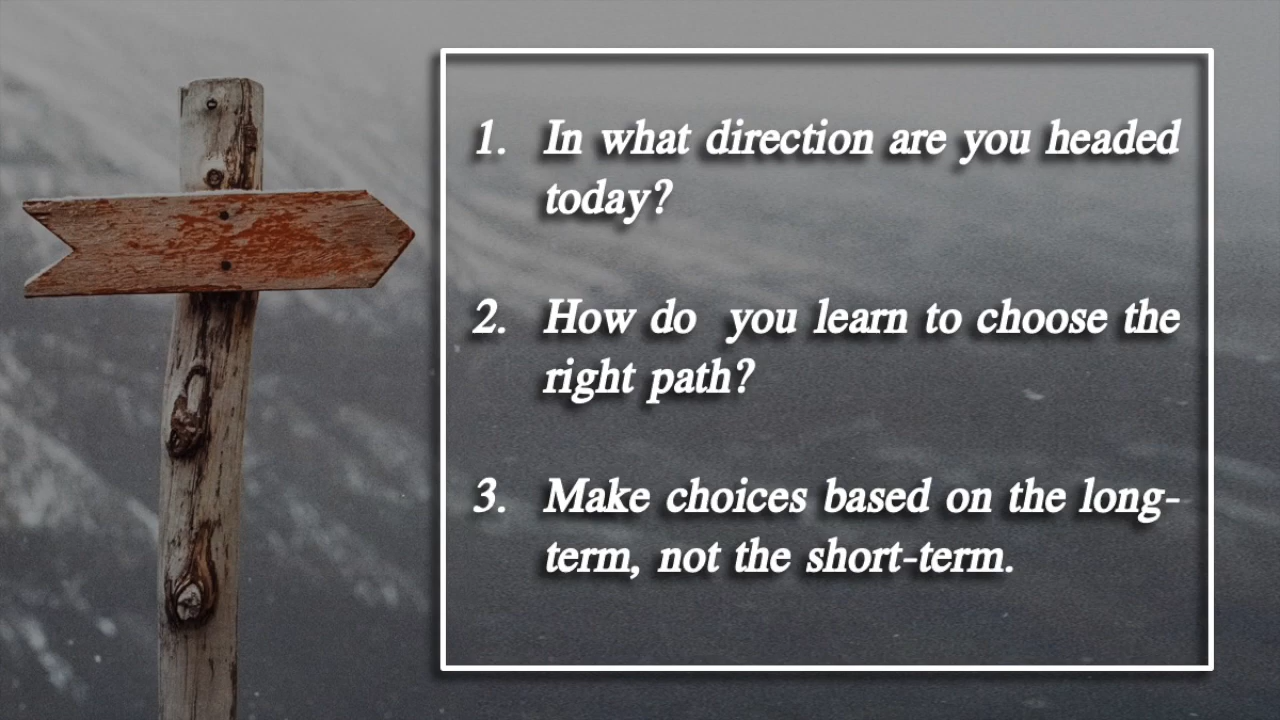 1. In what direction are you headed
today?
2. How do  you learn to choose the
right path?
3. Make choices based on the long-
term, not the short-term.